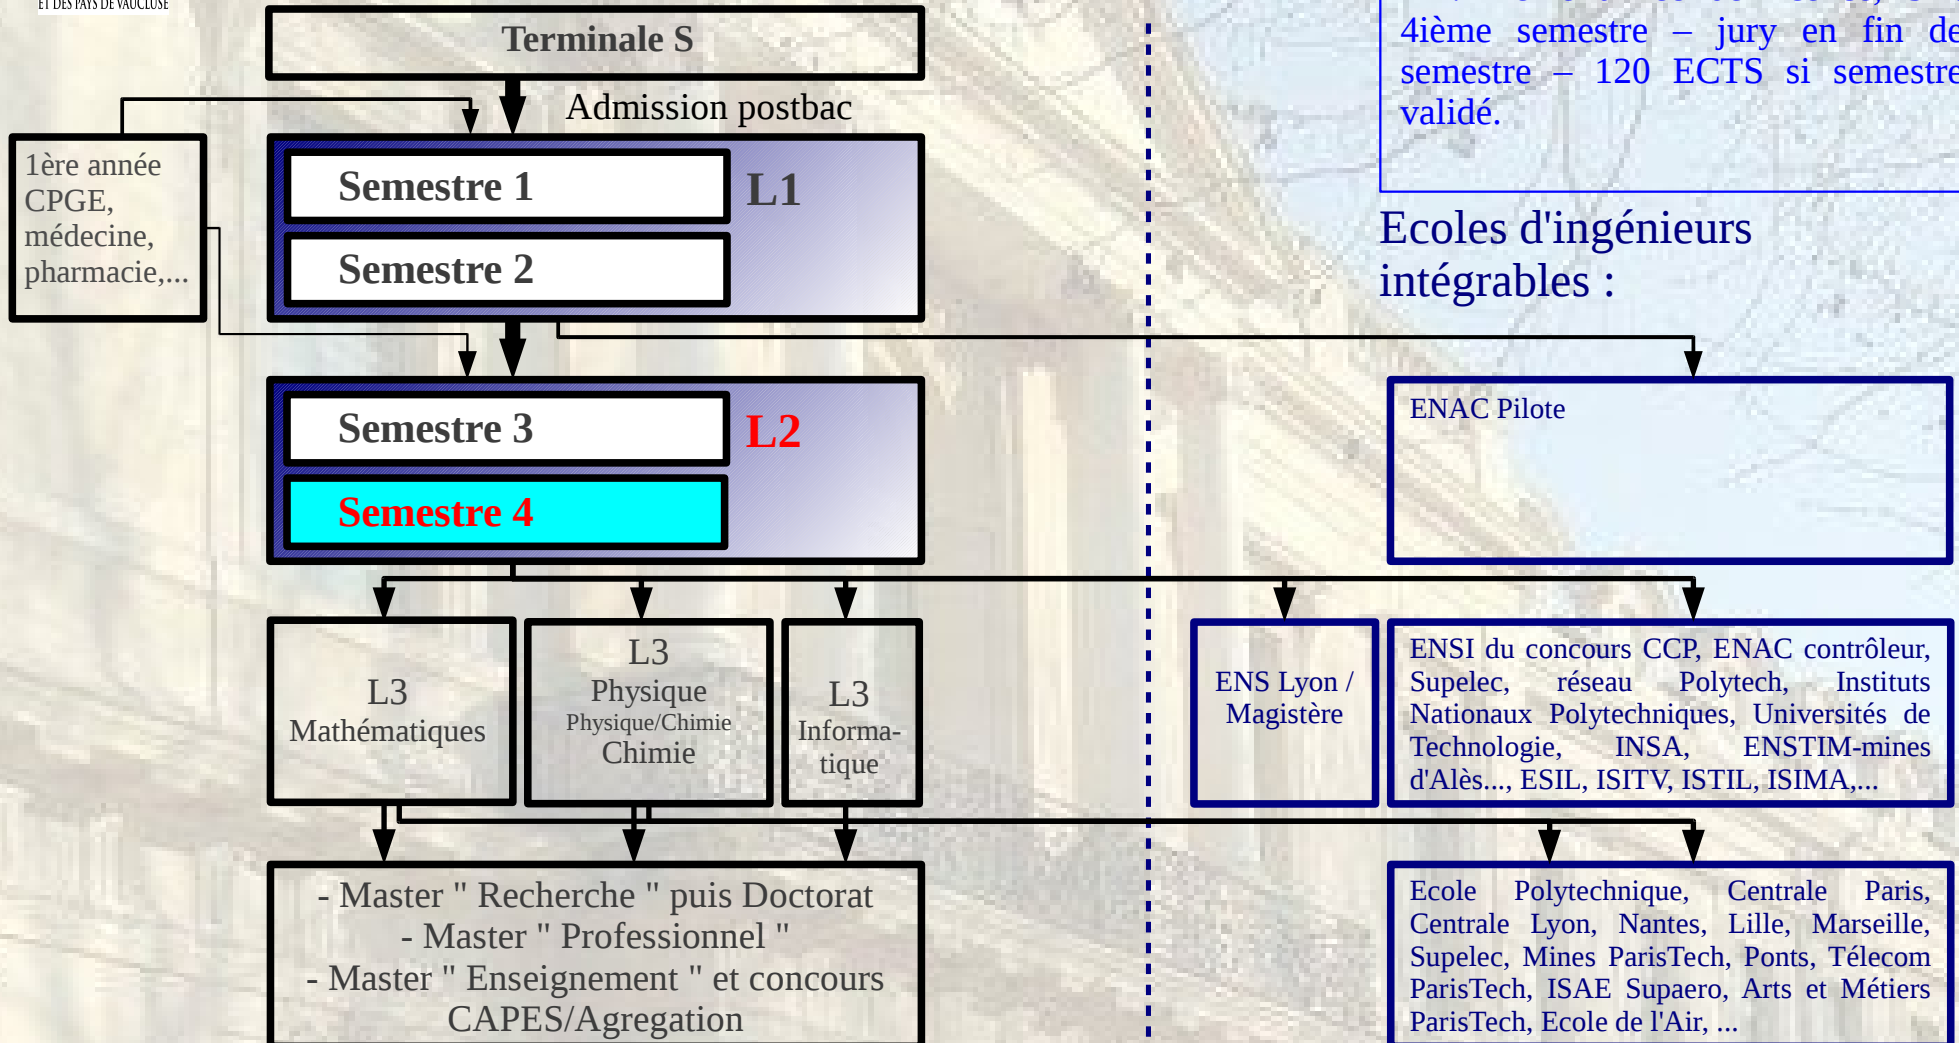 ET DES PAYS DE VAUCLUSE
Terminale S
Admission postbac
1ère année
CPGE,
médecine,
pharmacie,...
Semestre 1
L1
Semestre 2
Semestre 3
L2
Semestre 4
L3
Mathématiques
L3
Physique
Physique/Chimie
Chimie
L3
Informa-
tique
- Master " Recherche " puis Doctorat
- Master " Professionnel "
- Master " Enseignement " et concours
CAPES/Agregation
4ième semestre – jury en fin de
semestre – 120 ECTS si semestre
validé.
Ecoles d'ingénieurs
intégrables :
ENAC Pilote
ENS Lyon /
Magistère
ENSI du concours CCP, ENAC contrôleur,
Supelec, réseau Polytech, Instituts
Nationaux Polytechniques, Universités de
Technologie, INSA, ENSTIM-mines
d'Alès..., ESIL, ISITV, ISTIL, ISIMA,...
Ecole Polytechnique, Centrale Paris,
Centrale Lyon, Nantes, Lille, Marseille,
Supelec, Mines ParisTech, Ponts, Télecom
ParisTech, ISAE Supaero, Arts et Métiers
ParisTech, Ecole de l'Air, ...